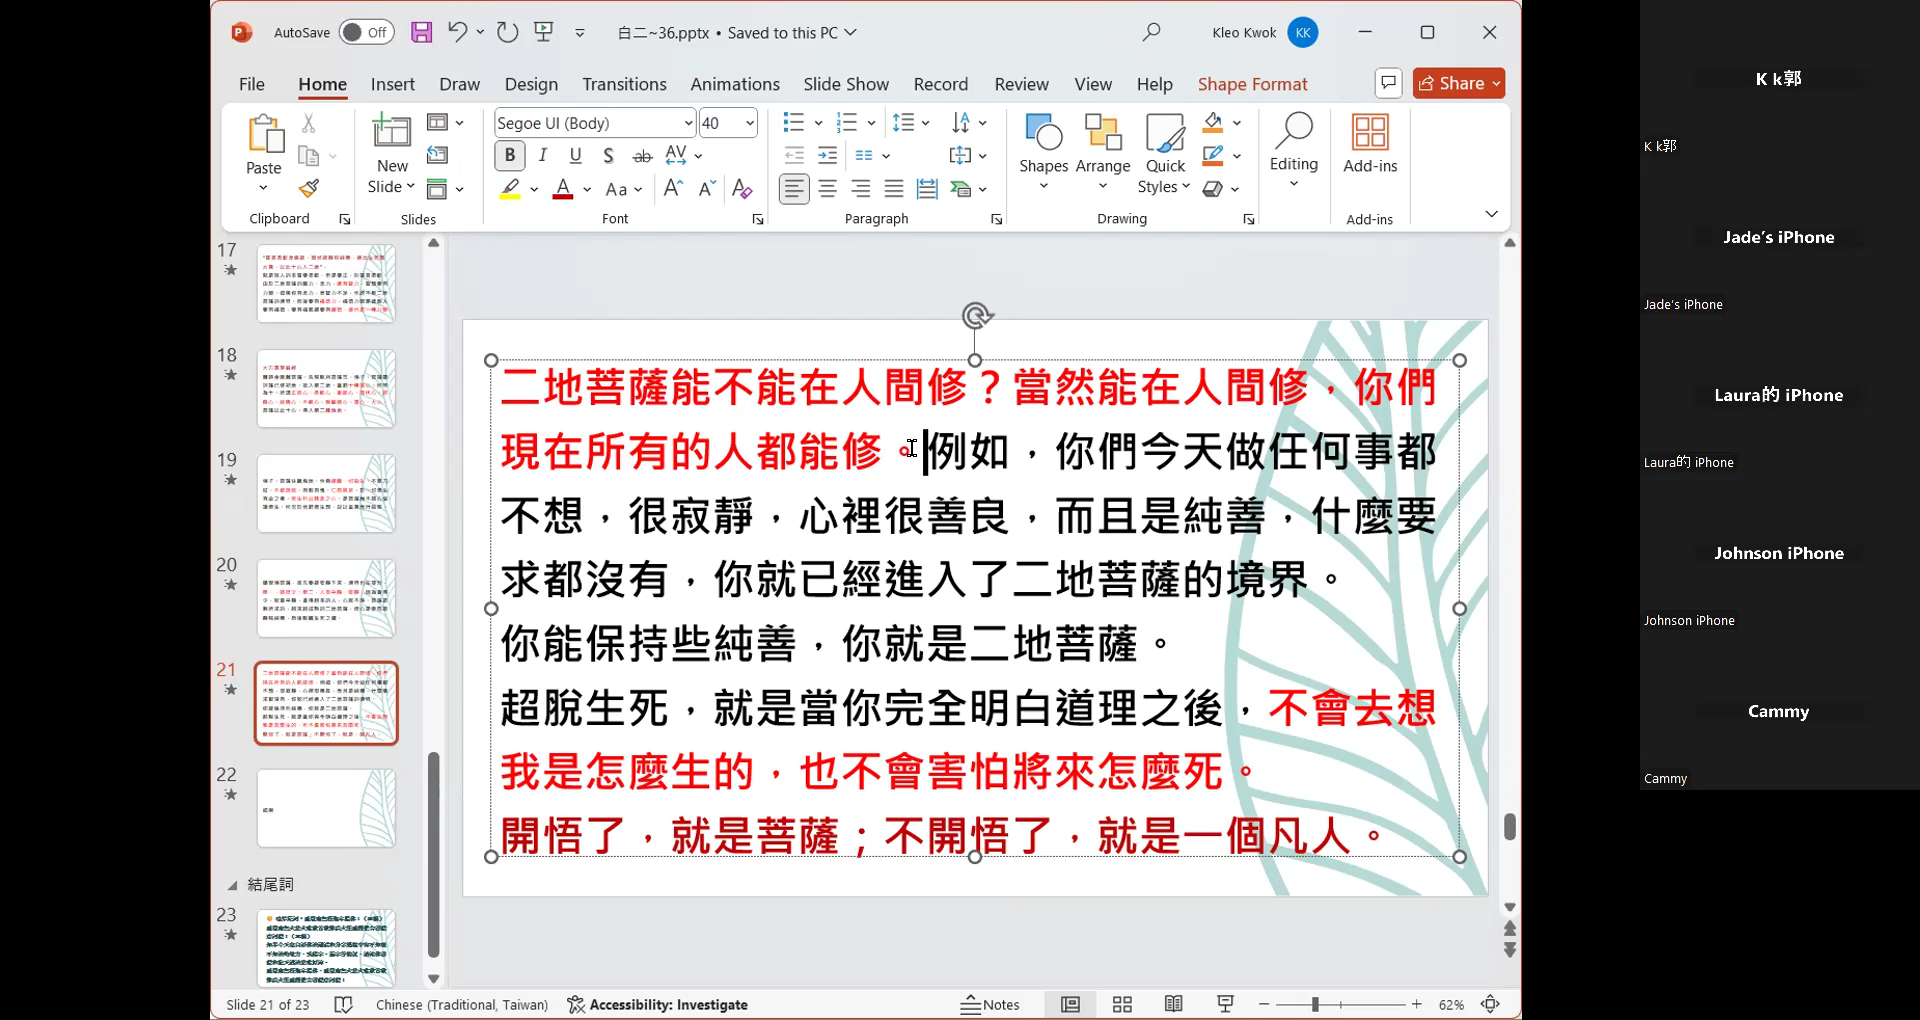 AutoSave Off 白二~36.pptx • Saved to this PC Kleo Kwok KK
File Home Insert Draw Design Transitions Animations Slide Show Record Review View Help Shape Format Share
Paste
Clipboard
New Slide
Slides
Segoe UI (Body) 40
Font
Paragraph
Shapes Arrange Quick Styles
Drawing
Editing
Add-ins
Add-ins
17
18
19
20
21
22
結尾詞
23
二地菩薩能不能在人間修？當然能在人間修，你們
現在所有的人都能修。例如，你們今天做任何事都
不想，很寂靜，心裡很善良，而且是純善，什麼要
求都沒有，你就已經進入了二地菩薩的境界。
你能保持些純善，你就是二地菩薩。
超脫生死，就是當你完全明白道理之後，不會去想
我是怎麼生的，也不會害怕將來怎麼死。
開悟了，就是菩薩；不開悟了，就是一個凡人。
Slide 21 of 23 Chinese (Traditional, Taiwan) Accessibility: Investigate Notes 62%
K k郭
K k郭
Jade's iPhone
Jade's iPhone
Laura的 iPhone
Laura的 iPhone
Johnson iPhone
Johnson iPhone
Cammy
Cammy